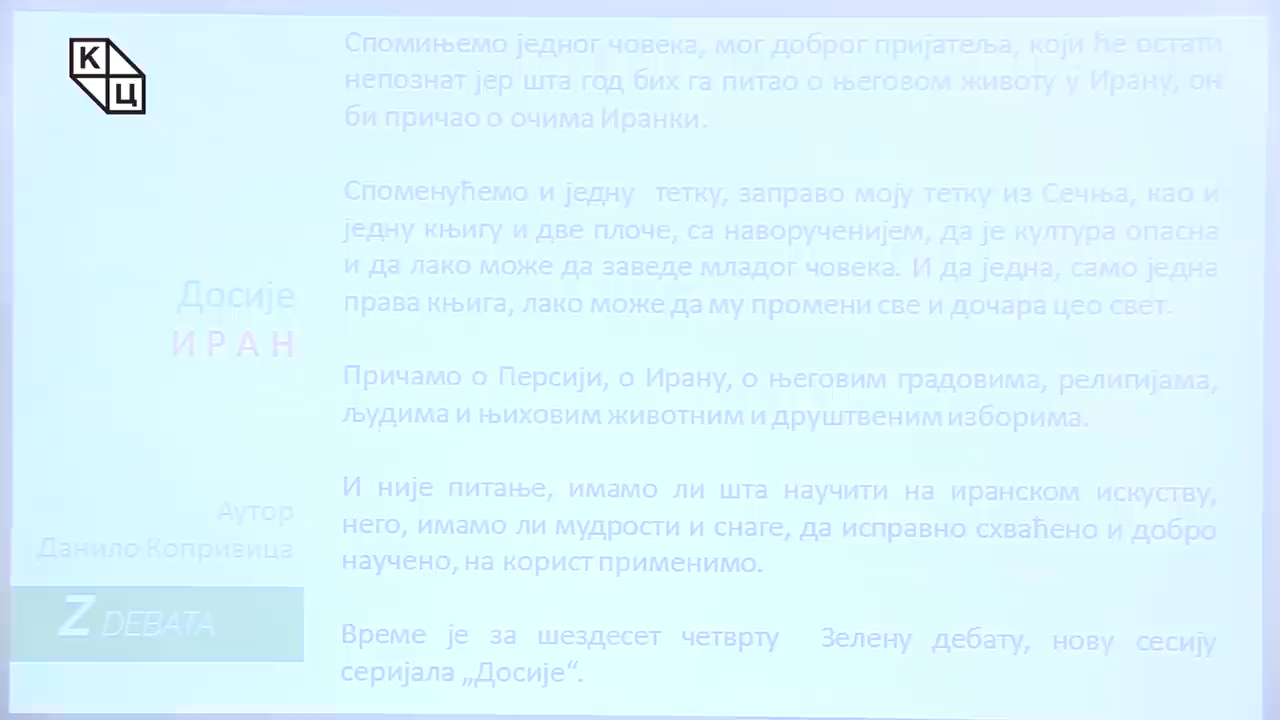 К
Ц
Спомињемо једног човека, мог доброг пријатеља, који ће остати
непознат јер шта год бих га питао о његовом животу у Ирану, он
би причао о очима Иранки.
Споменућемо и једну тетку, заправо моју тетку из Сечња, као и
једну књигу и две плоче, са наворученијем, да је култура опасна
и да лако може да заведе младог човека. И да једна, само једна
права књига, лако може да му промени све и дочара цео свет.
Досије
ИРАН
Причамо о Персији, о Ирану, о његовим градовима, религијама,
људима и њиховим животним и друштвеним изборима.
И није питање, имамо ли шта научити на иранском искуству,
него, имамо ли мудрости и снаге, да исправно схваћено и добро
научено, на корист применимо.
Аутор
Данило Копривица
Z DEBATA
Време је за шездесет четврту Зелену дебату, нову сесију
серијала „Досије“.